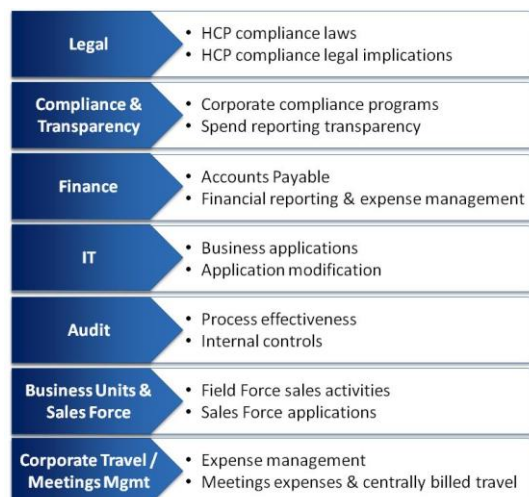 Legal
• HCP compliance laws
• HCP compliance legal implications
Compliance &
Transparency
• Corporate compliance programs
• Spend reporting transparency
Finance
• Accounts Payable
• Financial reporting & expense management
IT
• Business applications
• Application modification
Audit
• Process effectiveness
• Internal controls
Business Units &
Sales Force
• Field Force sales activities
• Sales Force applications
Corporate Travel /
Meetings Mgmt
• Expense management
• Meetings expenses & centrally billed travel